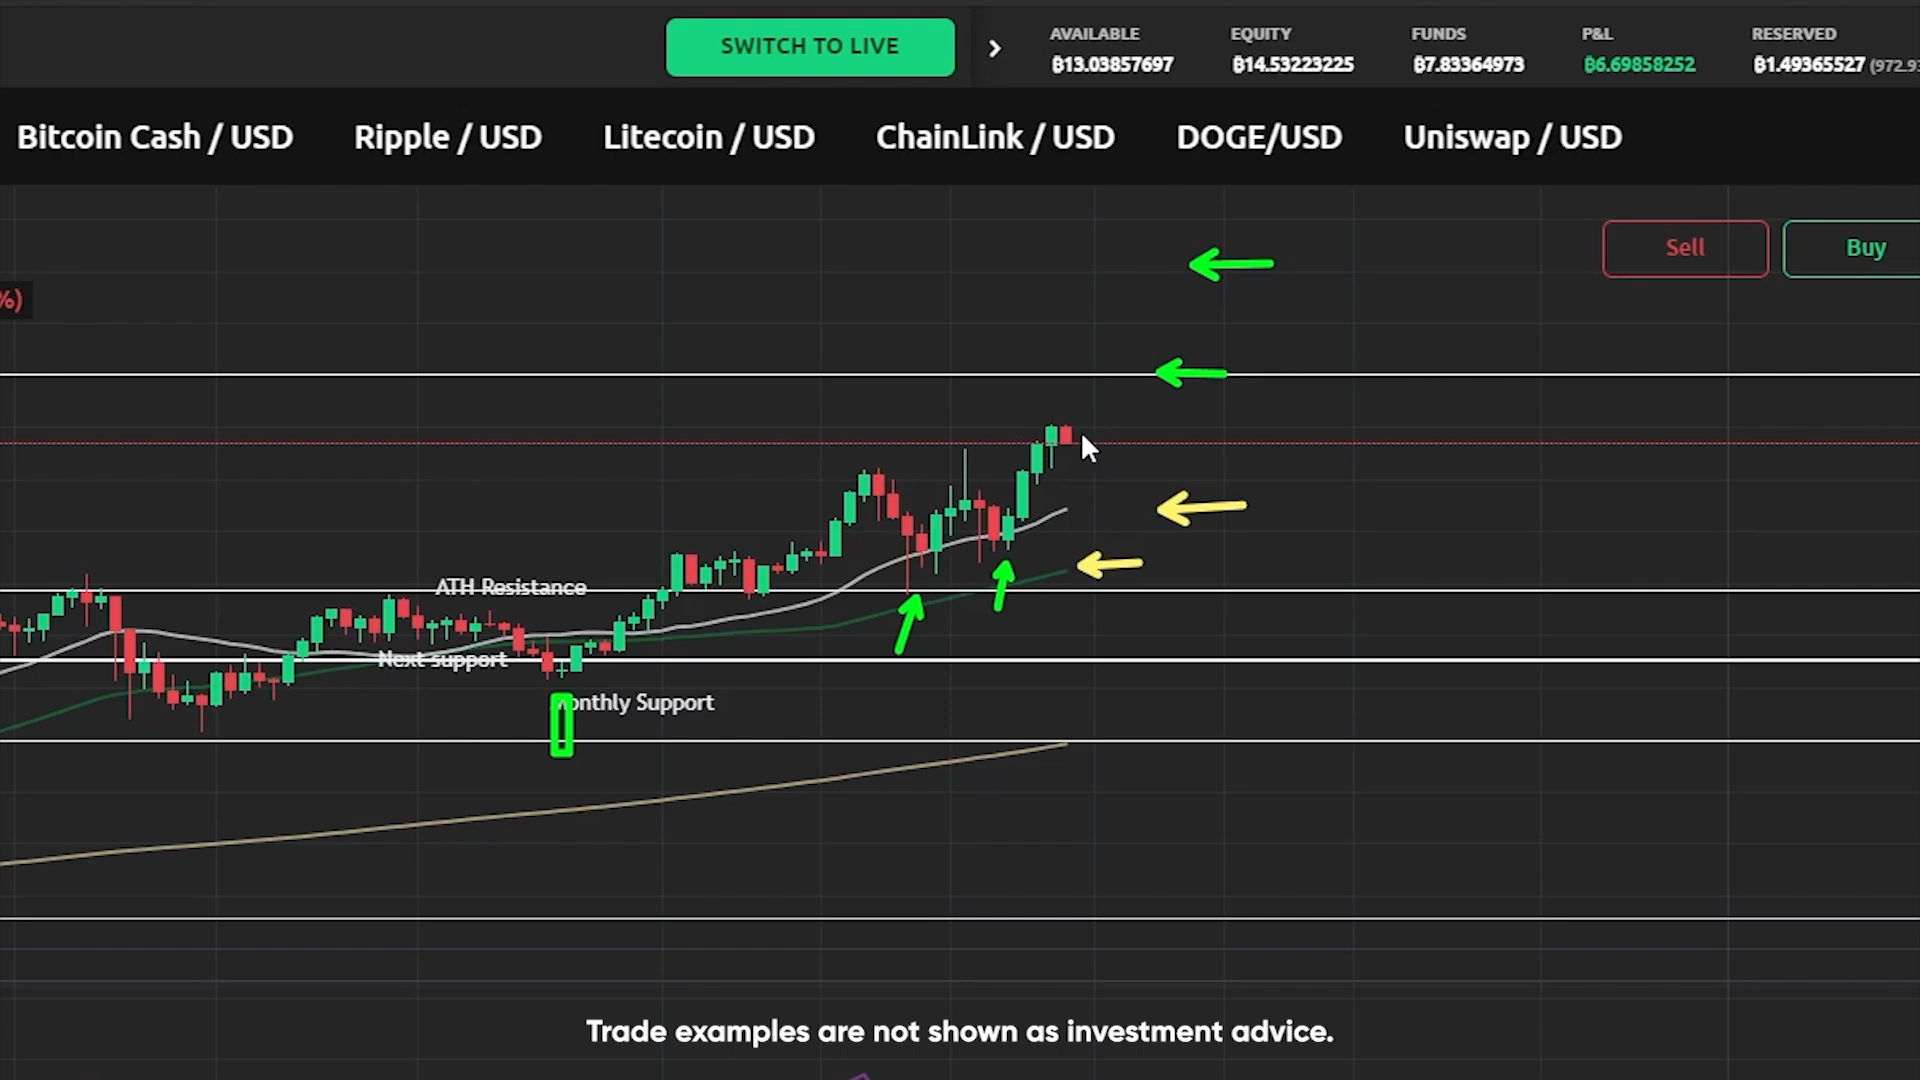 SWITCH TO LIVE
AVAILABLE EQUITY FUNDS P&L RESERVED
₿13.03857697 ₿14.53223225 ₿7.83364973 ₿6.69858252 ₿1.49365527
Bitcoin Cash / USD Ripple / USD Litecoin / USD ChainLink / USD DOGE/USD Uniswap / USD
Sell Buy
%)
ATH Resistance
Next support
onthly Support
Trade examples are not shown as investment advice.